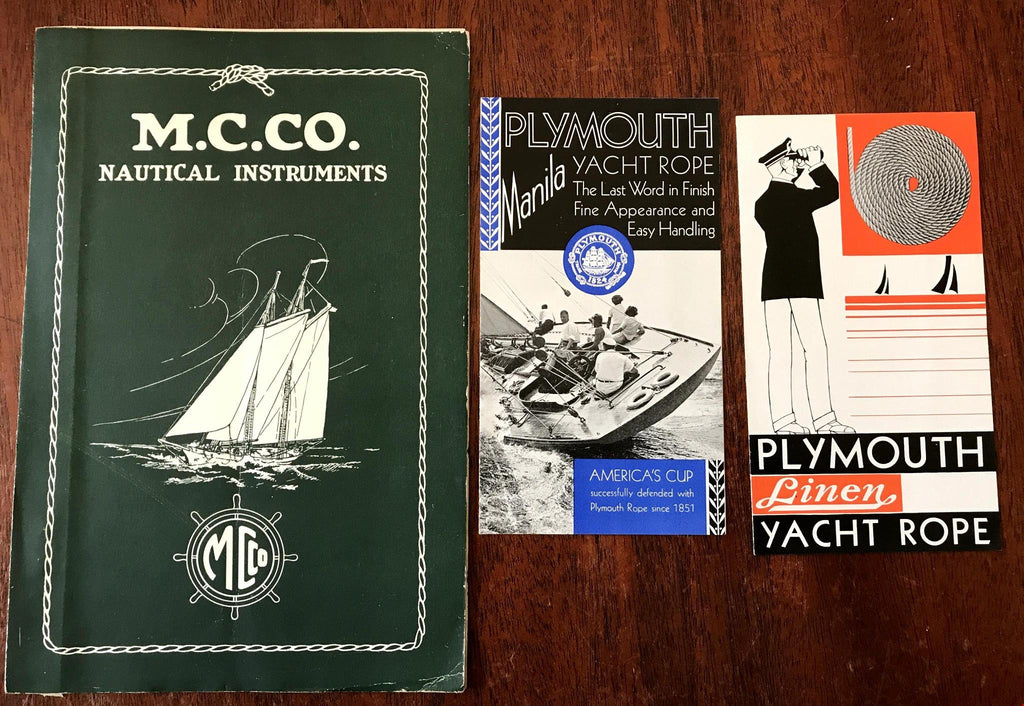 M.C.CO.
NAUTICAL INSTRUMENTS
MCCO
PLYMOUTH
Manila
YACHT ROPE
The Last Word in Finish
Fine Appearance and
Easy Handling
PLYMOUTH
1824
AMERICA'S CUP
successfully defended with
Plymouth Rope since 1851
PLYMOUTH
Linen
YACHT ROPE